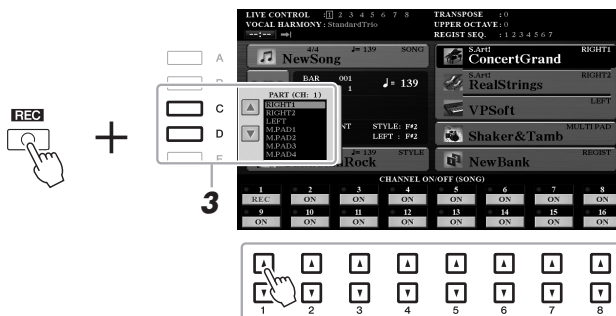 LIVE CONTROL :1 2 3 4 5 6 7 8
VOCAL HARMONY : StandardTrio
--:--
TRANSPOSE : 0
UPPER OCTAVE : 0
REGIST SEQ. : 1 2 3 4 5 6 7
4/4 ♩= 139 SONG
NewSong
BAR 001
1
♩= 139
STYLE: F#2
LEFT : F#2
♩= 139 STYLE
Rock
S.Art! RIGHT1
ConcertGrand
S.Art! RIGHT2
RealStrings
LEFT
VPSoft
MULTI PAD
Shaker&Tamb
REGIST
NewBank
A
C
D
PART (CH: 1)
RIGHT1
RIGHT2
LEFT
M.PAD1
M.PAD2
M.PAD3
M.PAD4
REC
3
CHANNEL ON/OFF (SONG)
1 2 3 4 5 6 7 8
REC ON ON ON ON ON ON ON
9 10 11 12 13 14 15 16
ON ON ON ON ON ON ON ON
1 2 3 4 5 6 7 8